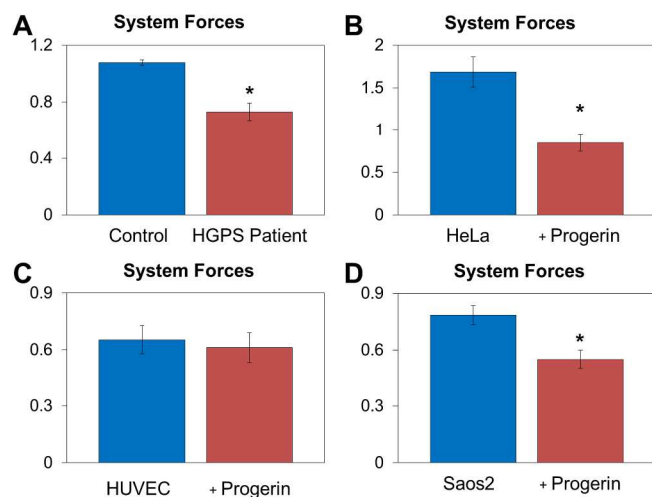 A
System Forces
1.2
0.8
0.4
0
*
Control HGPS Patient
B
System Forces
2
1.5
1
0.5
0
*
HeLa + Progerin
C
System Forces
0.9
0.6
0.3
0
HUVEC + Progerin
D
System Forces
0.9
0.6
0.3
0
*
Saos2 + Progerin